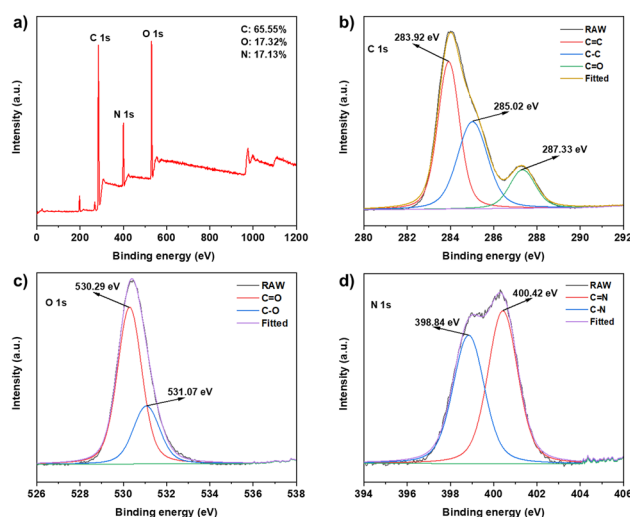 a)
C 1s
O 1s
N 1s
C: 65.55%
O: 17.32%
N: 17.13%
Intensity (a.u.)
0 200 400 600 800 1000 1200
Binding energy (eV)
b)
C 1s
283.92 eV
285.02 eV
287.33 eV
RAW
C=C
C-C
C=O
Fitted
Intensity (a.u.)
280 282 284 286 288 290 292
Binding energy (eV)
c)
O 1s
530.29 eV
531.07 eV
RAW
C=O
C-O
Fitted
Intensity (a.u.)
526 528 530 532 534 536 538
Binding energy (eV)
d)
N 1s
398.84 eV
400.42 eV
RAW
C=N
C-N
Fitted
Intensity (a.u.)
394 396 398 400 402 404 406
Binding energy (eV)